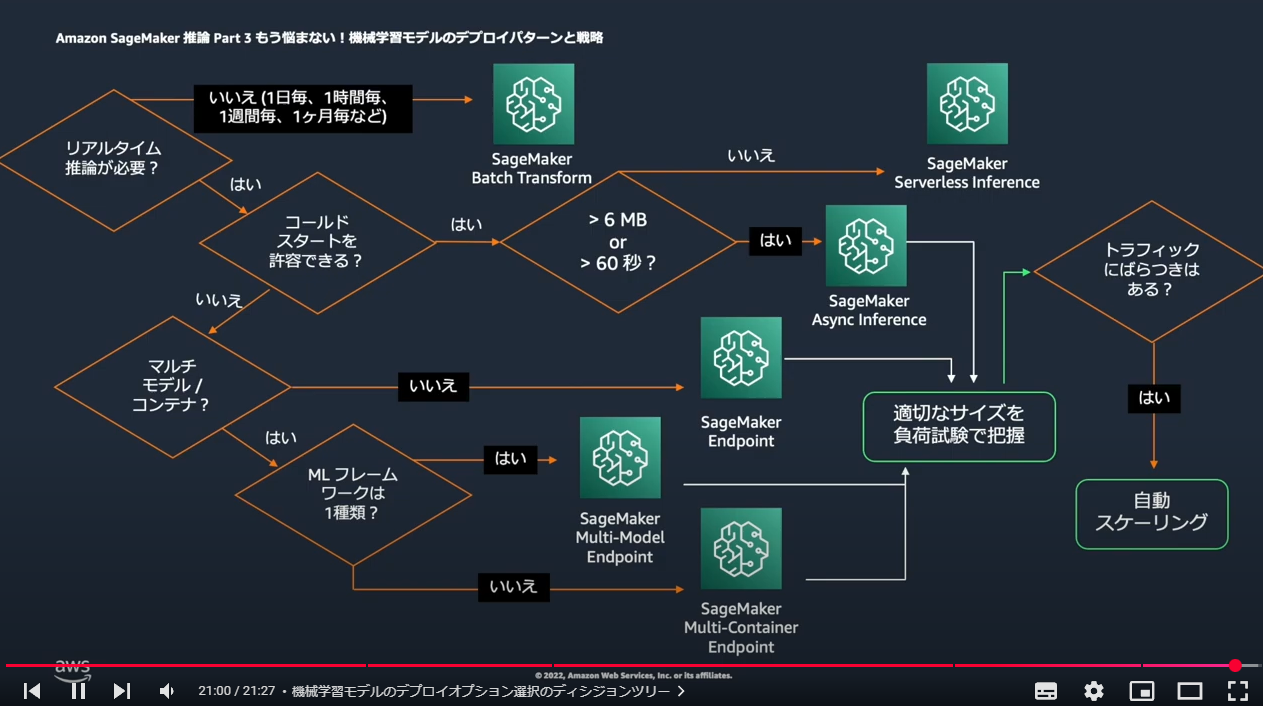 Amazon SageMaker 推論 Part 3 もう悩まない！機械学習モデルのデプロイパターンと戦略
リアルタイム
推論が必要？
いいえ (1日毎、1時間毎、
1週間毎、1ヶ月毎など)
SageMaker
Batch Transform
はい
コールド
スタートを
許容できる？
はい
> 6 MB
or
> 60 秒？
いいえ
SageMaker
Serverless Inference
はい
SageMaker
Async Inference
いいえ
マルチ
モデル /
コンテナ？
いいえ
SageMaker
Endpoint
はい
ML フレーム
ワークは
1種類？
はい
SageMaker
Multi-Model
Endpoint
いいえ
SageMaker
Multi-Container
Endpoint
適切なサイズを
負荷試験で把握
トラフィック
にばらつきは
ある？
はい
自動
スケーリング
aws
© 2022, Amazon Web Services, Inc. or its affiliates.
21:00 / 21:27 ・ 機械学習モデルのデプロイオプション選択のディシジョンツリー